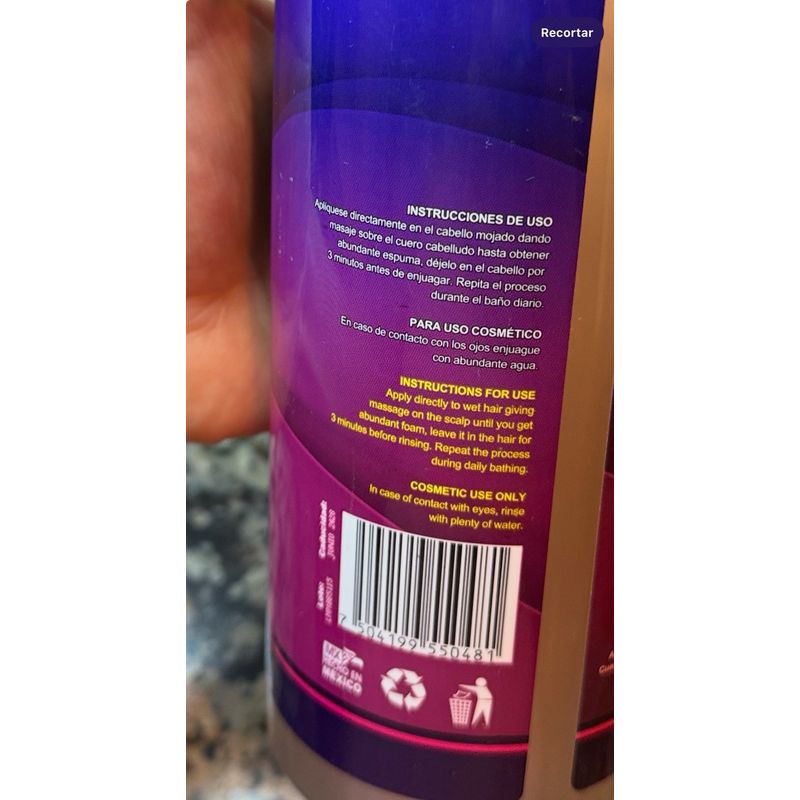 Recortar
INSTRUCCIONES DE USO
Aplíquese directamente en el cabello mojado dando
masaje sobre el cuero cabelludo hasta obtener
abundante espuma, déjelo en el cabello por
3 minutos antes de enjuagar. Repita el proceso
durante el baño diario.
PARA USO COSMÉTICO
En caso de contacto con los ojos enjuague
con abundante agua.
INSTRUCTIONS FOR USE
Apply directly to wet hair giving
massage on the scalp until you get
abundant foam, leave it in the hair for
3 minutes before rinsing. Repeat the process
during daily bathing.
COSMETIC USE ONLY
In case of contact with eyes, rinse
with plenty of water.
Caducidad:
JUNIO 2028
Lote:
7 504199 550481
HECHO EN
MÉXICO